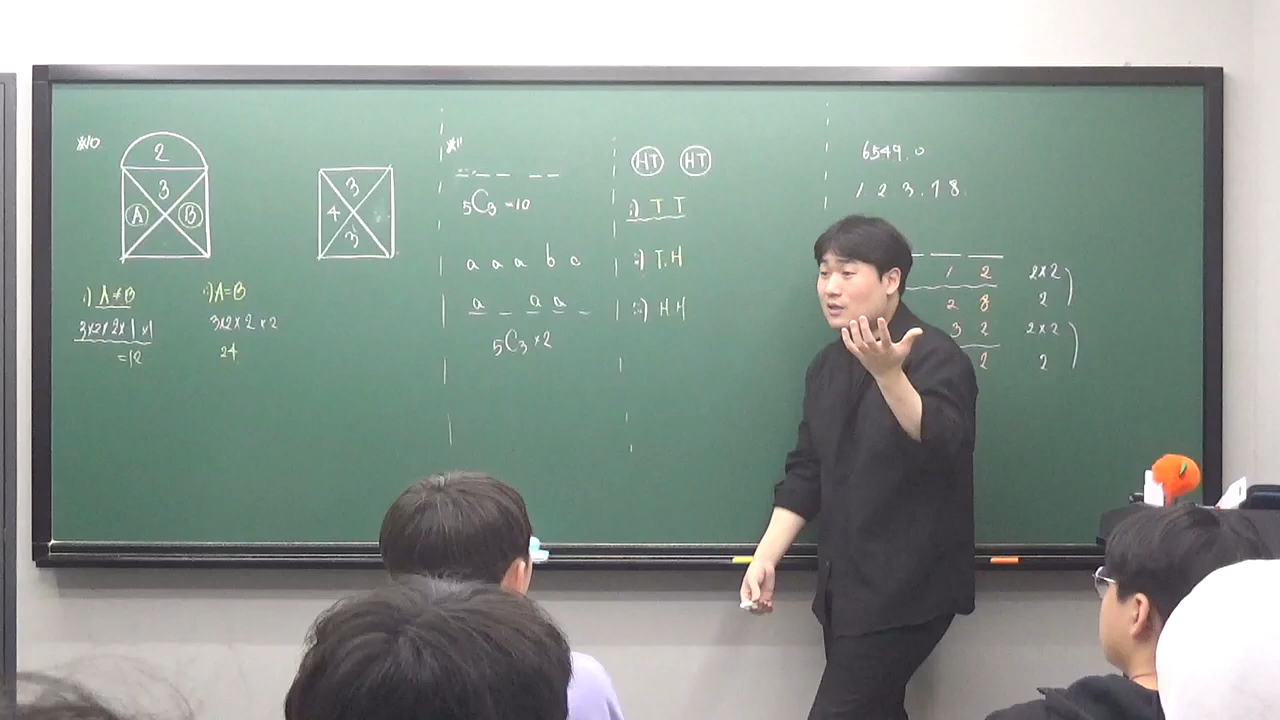 ※10
2
3
A B
3
4
3
i) A≠B
3×2×2×1×1
=12
ii) A=B
3×2×2×2
24
※11
5C3=10
a a a b c
a _ a a _
5C3×2
HT HT
i) T T
ii) T.H
iii) H H
6549.0
1 2 3.7 8.
1 2 2×2
2 8 2
3 2 2×2
2 2